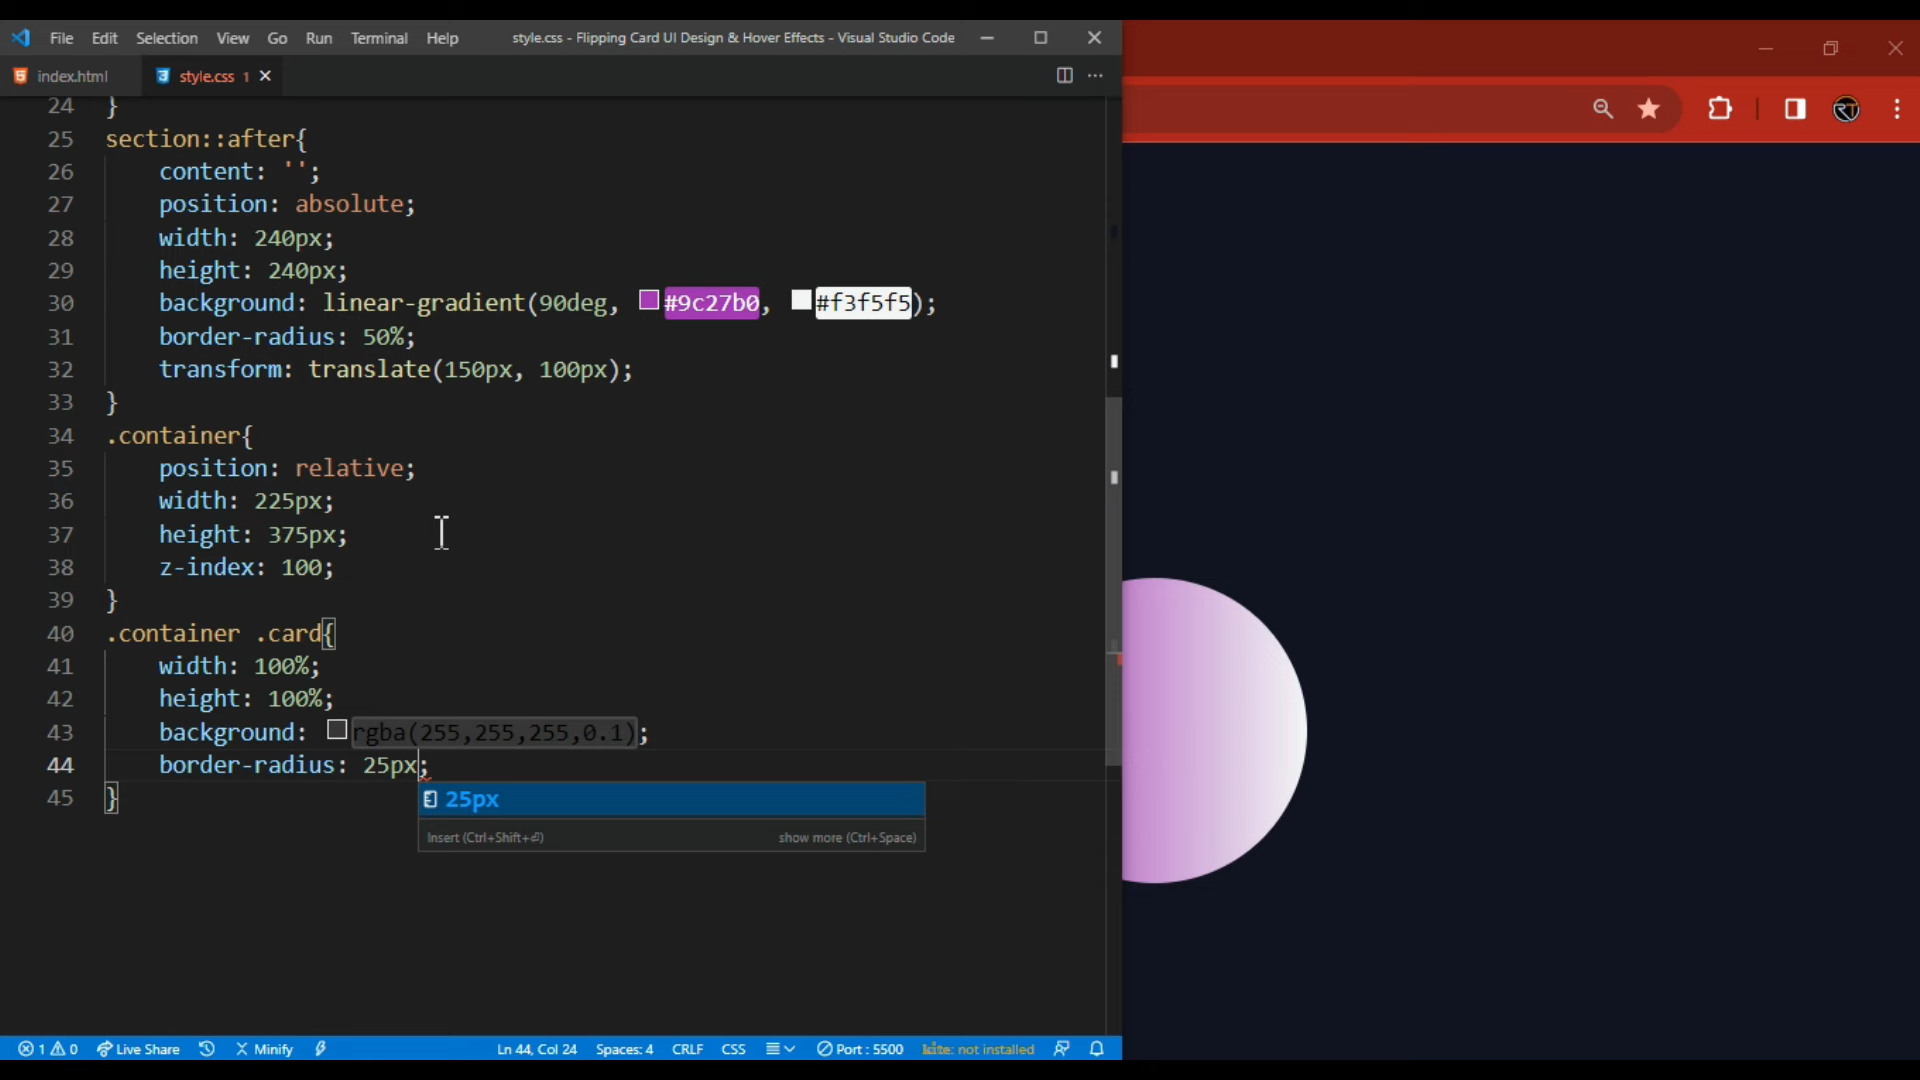 File Edit Selection View Go Run Terminal Help style.css - Flipping Card UI Design & Hover Effects - Visual Studio Code
index.html style.css 1
24 }
25 section::after{
26 content: '';
27 position: absolute;
28 width: 240px;
29 height: 240px;
30 background: linear-gradient(90deg, #9c27b0, #f3f5f5);
31 border-radius: 50%;
32 transform: translate(150px, 100px);
33 }
34 .container{
35 position: relative;
36 width: 225px;
37 height: 375px;
38 z-index: 100;
39 }
40 .container .card{
41 width: 100%;
42 height: 100%;
43 background: rgba(255,255,255,0.1);
44 border-radius: 25px;
45 }
25px
Insert (Ctrl+Shift+⏎) show more (Ctrl+Space)
1 0 Live Share Minify Ln 44, Col 24 Spaces: 4 CRLF CSS Port : 5500 kite: not installed